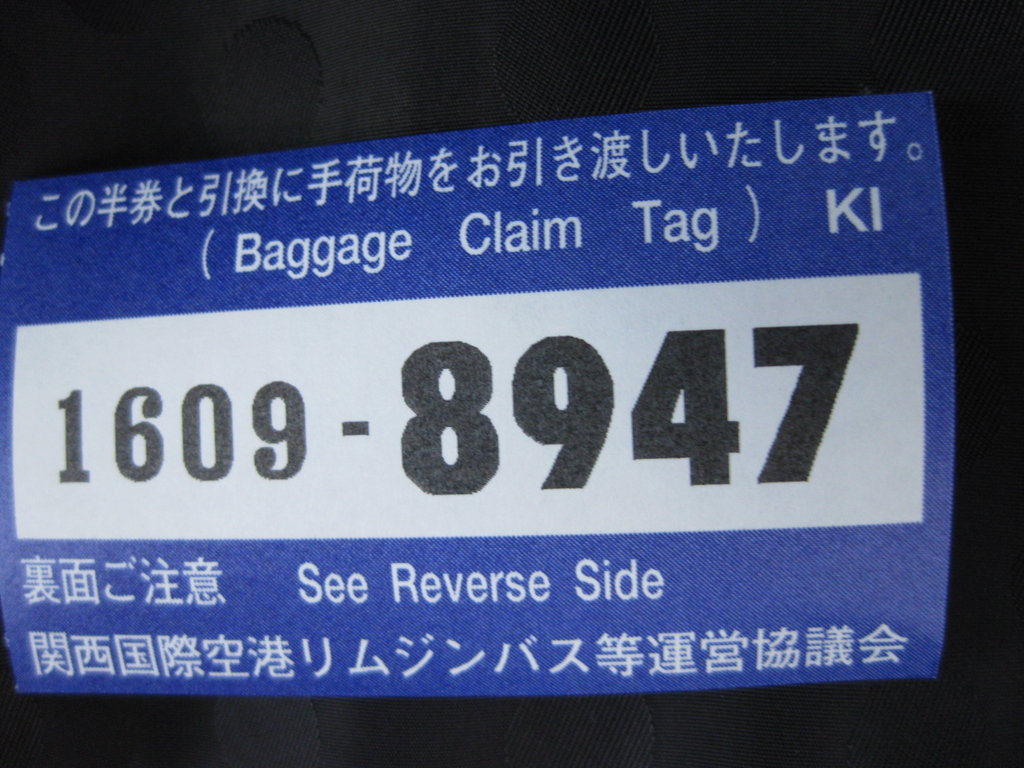 この半券と引換に手荷物をお引き渡しいたします。
( Baggage Claim Tag ) KI
1609-8947
裏面ご注意 See Reverse Side
関西国際空港リムジンバス等運営協議会